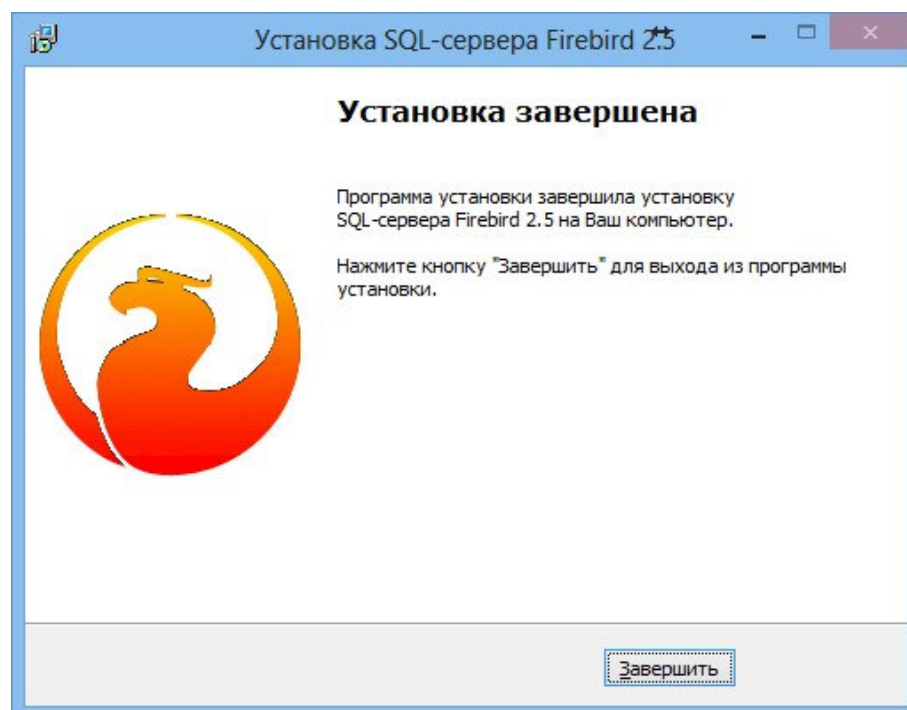 Установка SQL-сервера Firebird 2.5
Установка завершена
Программа установки завершила установку
SQL-сервера Firebird 2.5 на Ваш компьютер.
Нажмите кнопку "Завершить" для выхода из программы
установки.
Завершить